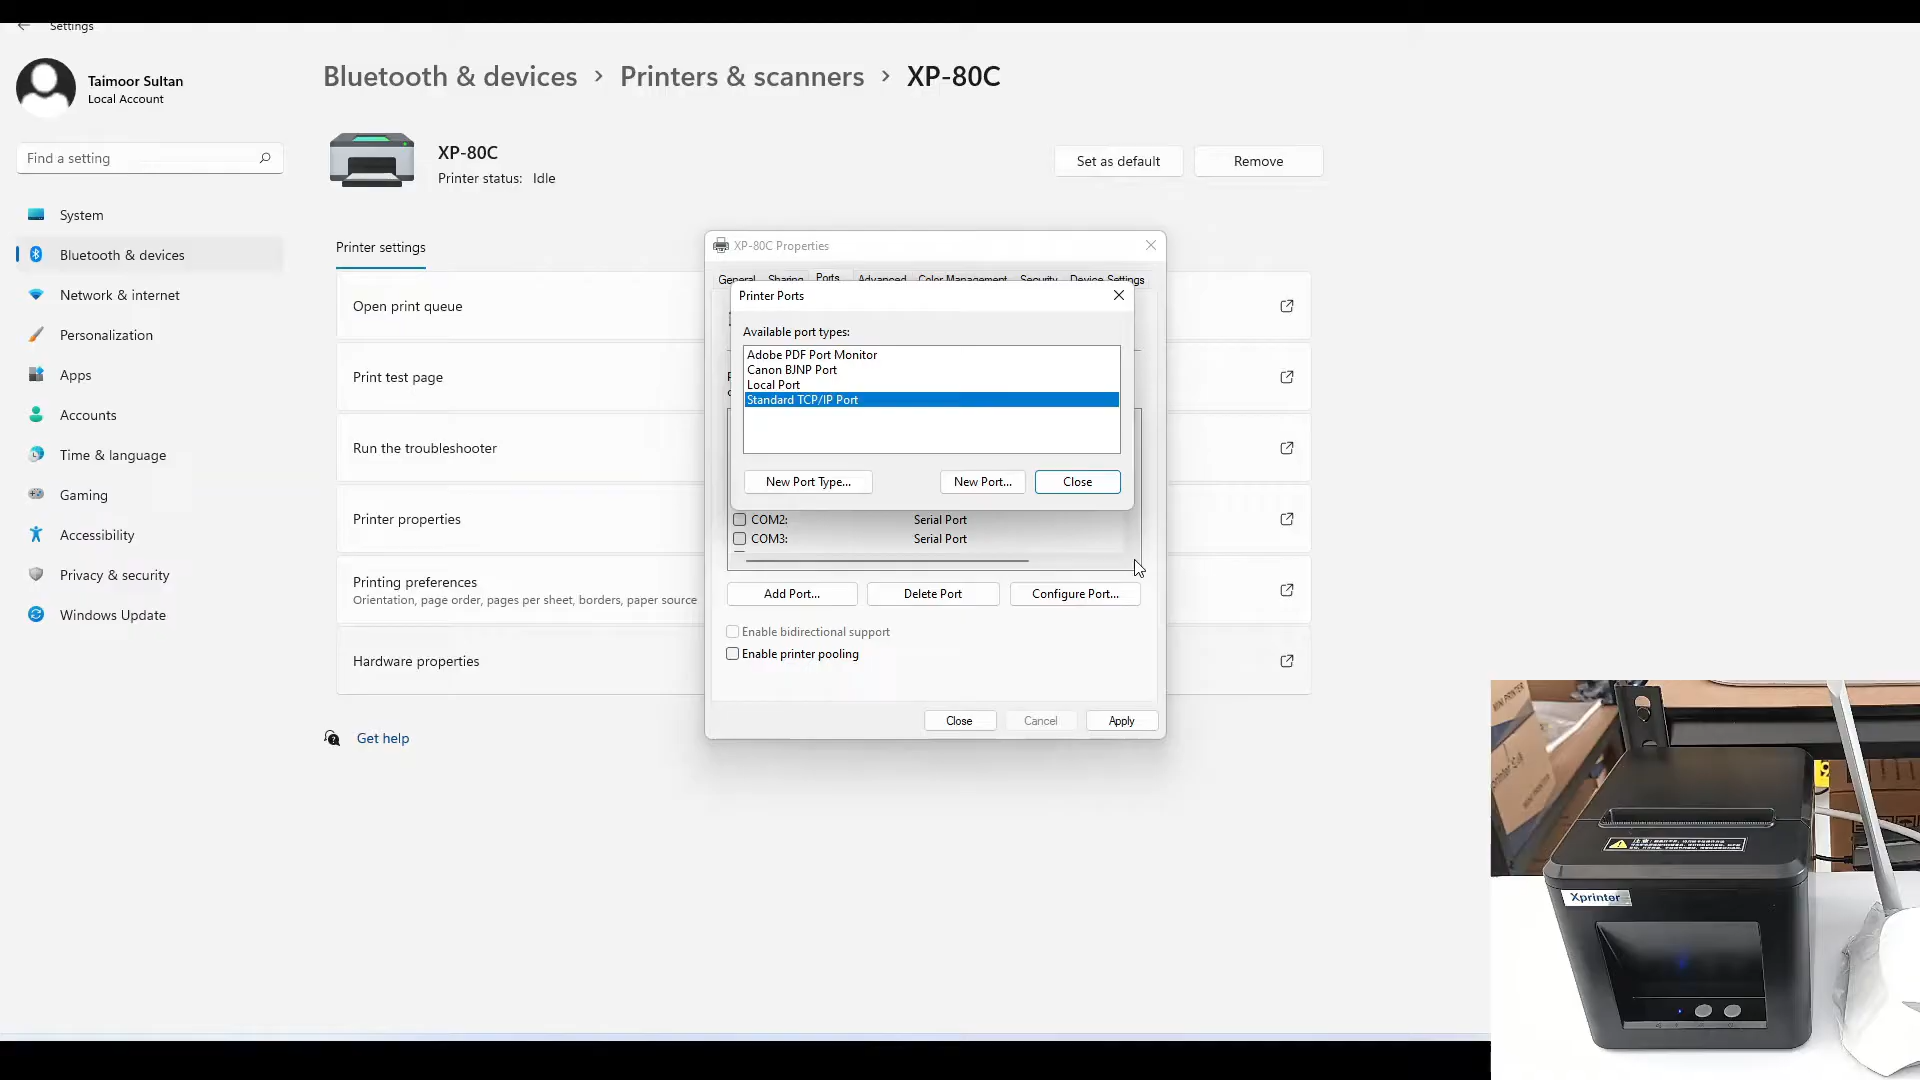 Settings
Taimoor Sultan
Local Account
Find a setting
System
Bluetooth & devices
Network & internet
Personalization
Apps
Accounts
Time & language
Gaming
Accessibility
Privacy & security
Windows Update
Bluetooth & devices > Printers & scanners > XP-80C
XP-80C
Printer status: Idle
Set as default
Remove
Printer settings
Open print queue
Print test page
Run the troubleshooter
Printer properties
Printing preferences
Orientation, page order, pages per sheet, borders, paper source
Hardware properties
Get help
XP-80C Properties
General Sharing Ports Advanced Color Management Security Device Settings
Printer Ports
Available port types:
Adobe PDF Port Monitor
Canon BJNP Port
Local Port
Standard TCP/IP Port
New Port Type...
New Port...
Close
COM2: Serial Port
COM3: Serial Port
Add Port...
Delete Port
Configure Port...
Enable bidirectional support
Enable printer pooling
Close
Cancel
Apply
MINI PRINTER
Xprinter